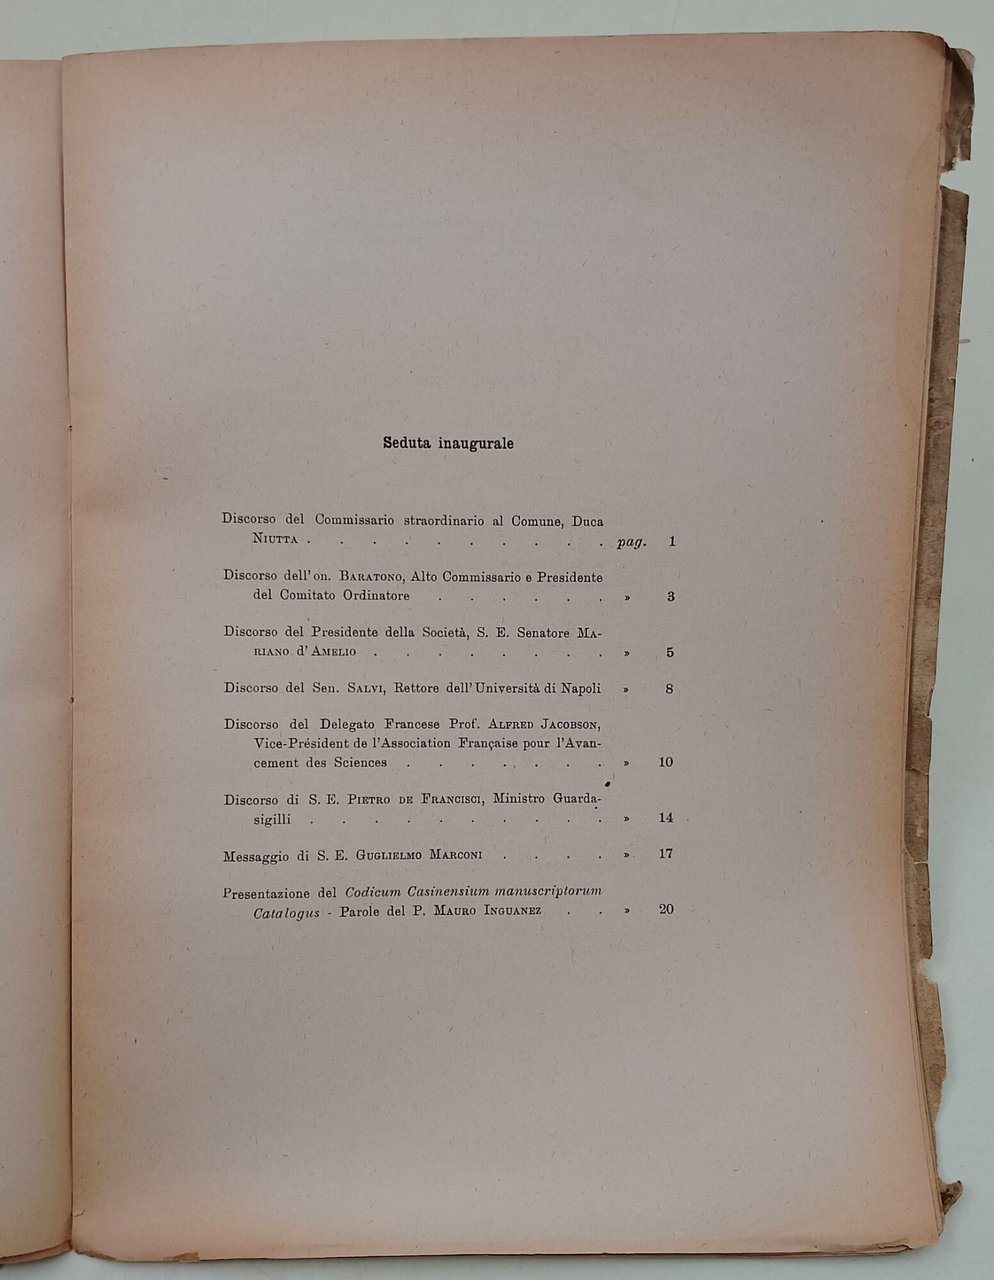 Seduta inaugurale
Discorso del Commissario straordinario al Comune, Duca
NIUTTA . . . . . . . . . . pag. 1
Discorso dell'on. BARATONO, Alto Commissario e Presidente
del Comitato Ordinatore . . . . . . » 3
Discorso del Presidente della Società, S. E. Senatore MA-
RIANO d'AMELIO . . . . . . . . » 5
Discorso del Sen. SALVI, Rettore dell'Università di Napoli » 8
Discorso del Delegato Francese Prof. ALFRED JACOBSON,
Vice-Président de l'Association Française pour l'Avan-
cement des Sciences . . . . . . . » 10
Discorso di S. E. PIETRO DE FRANCISCI, Ministro Guarda-
sigilli . . . . . . . . . . » 14
Messaggio di S. E. GUGLIELMO MARCONI . . . . » 17
Presentazione del Codicum Casinensium manuscriptorum
Catalogus - Parole del P. MAURO INGUANEZ . . » 20